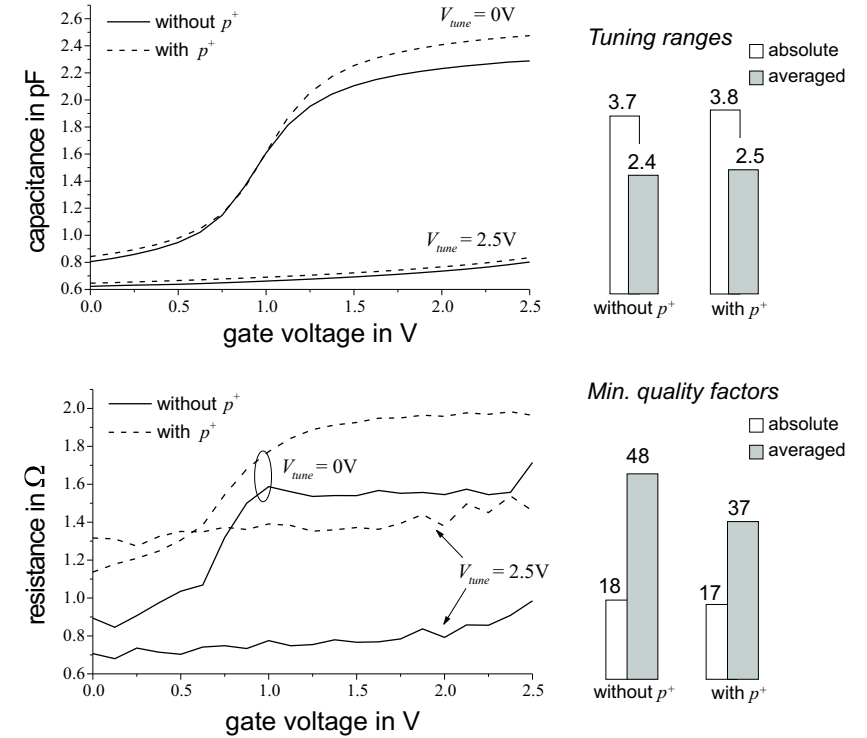 without p⁺
with p⁺
V_tune = 0V
V_tune = 2.5V
capacitance in pF
2.6
2.4
2.2
2.0
1.8
1.6
1.4
1.2
1.0
0.8
0.6
0.0 0.5 1.0 1.5 2.0 2.5
gate voltage in V
Tuning ranges
absolute
averaged
3.7
2.4
3.8
2.5
without p⁺
with p⁺
without p⁺
with p⁺
V_tune = 0V
V_tune = 2.5V
resistance in Ω
2.0
1.8
1.6
1.4
1.2
1.0
0.8
0.6
0.0 0.5 1.0 1.5 2.0 2.5
gate voltage in V
Min. quality factors
absolute
averaged
18
48
17
37
without p⁺
with p⁺